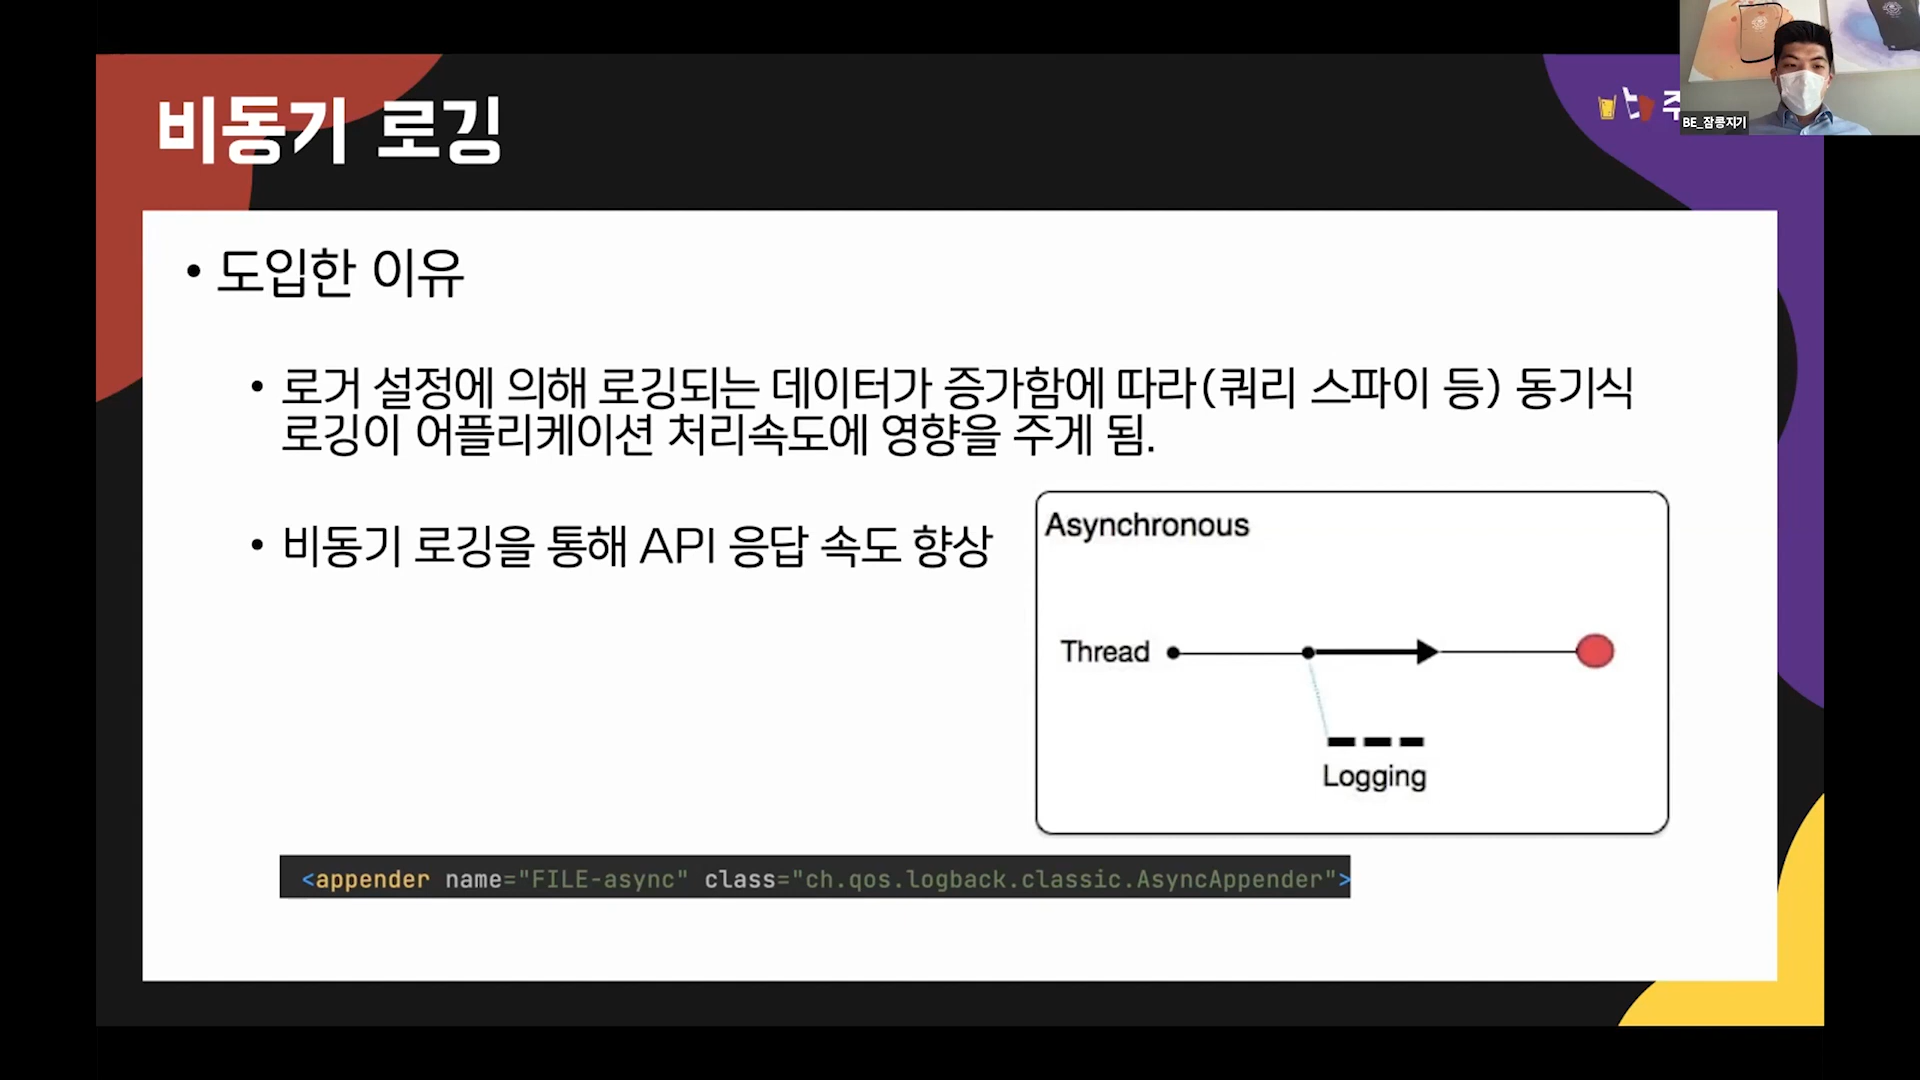 비동기 로깅
주
BE_잠콩지기
• 도입한 이유
• 로거 설정에 의해 로깅되는 데이터가 증가함에 따라(쿼리 스파이 등) 동기식
로깅이 어플리케이션 처리속도에 영향을 주게 됨.
• 비동기 로깅을 통해 API 응답 속도 향상
Asynchronous
Thread
Logging
<appender name="FILE-async" class="ch.qos.logback.classic.AsyncAppender">